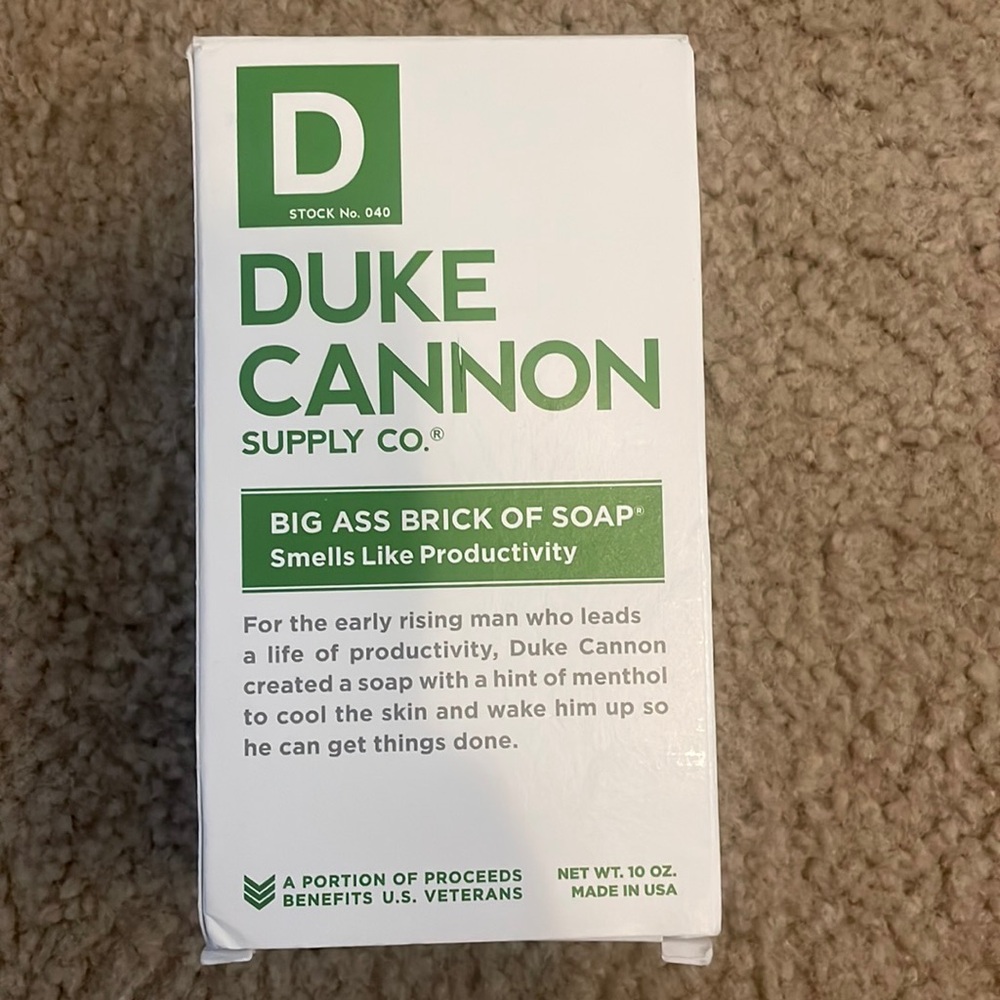 D
STOCK No. 040
DUKE
CANNON
SUPPLY CO.®
BIG ASS BRICK OF SOAP®
Smells Like Productivity
For the early rising man who leads
a life of productivity, Duke Cannon
created a soap with a hint of menthol
to cool the skin and wake him up so
he can get things done.
A PORTION OF PROCEEDS
BENEFITS U.S. VETERANS
NET WT. 10 OZ.
MADE IN USA